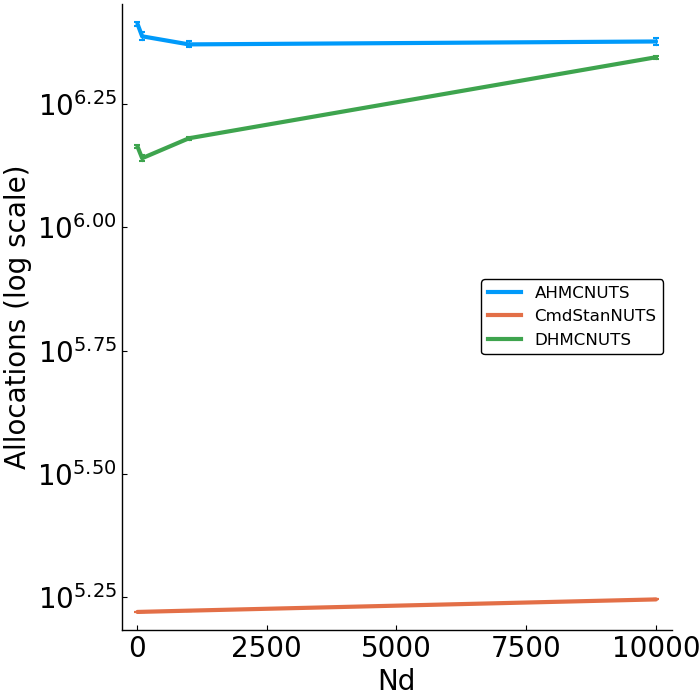 Allocations (log scale)
10^6.25
10^6.00
10^5.75
10^5.50
10^5.25
AHMCNUTS
CmdStanNUTS
DHMCNUTS
0 2500 5000 7500 10000
Nd